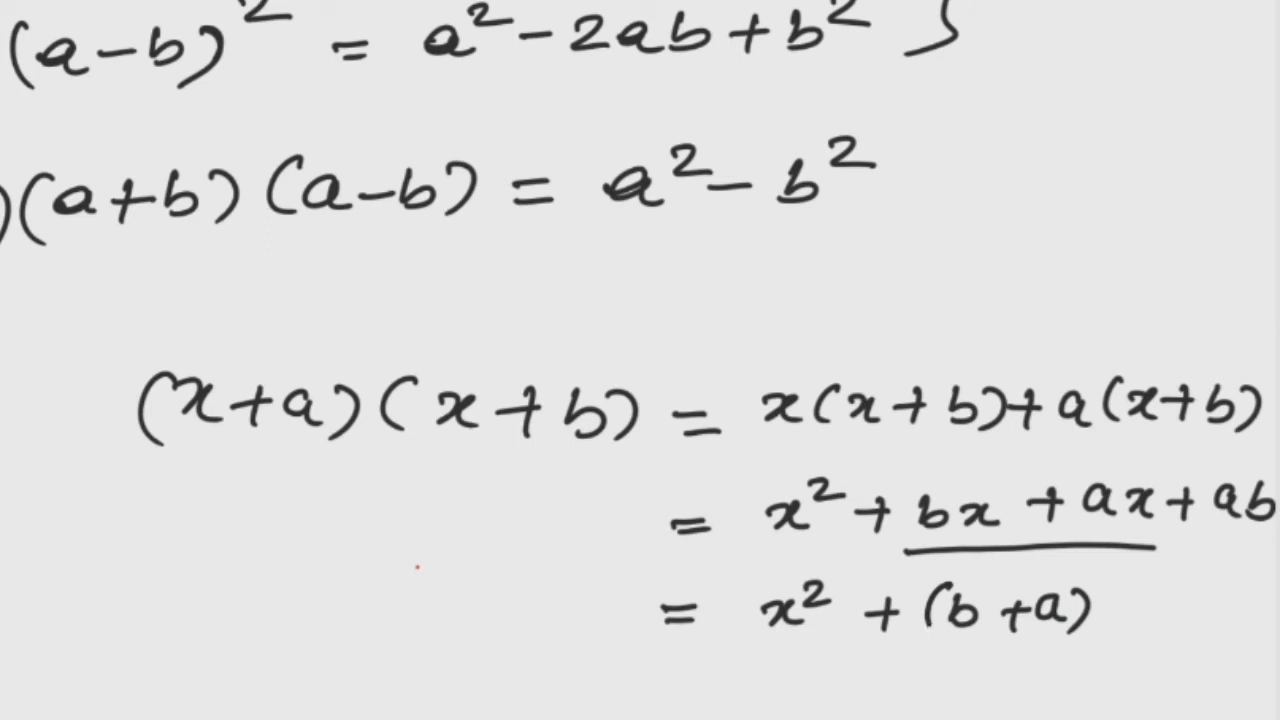 (a-b)² = a² - 2ab + b² }
)(a+b) (a-b) = a² - b²
(x+a)(x+b) = x(x+b)+a(x+b)
= x² + bx + ax + ab
= x² + (b+a)